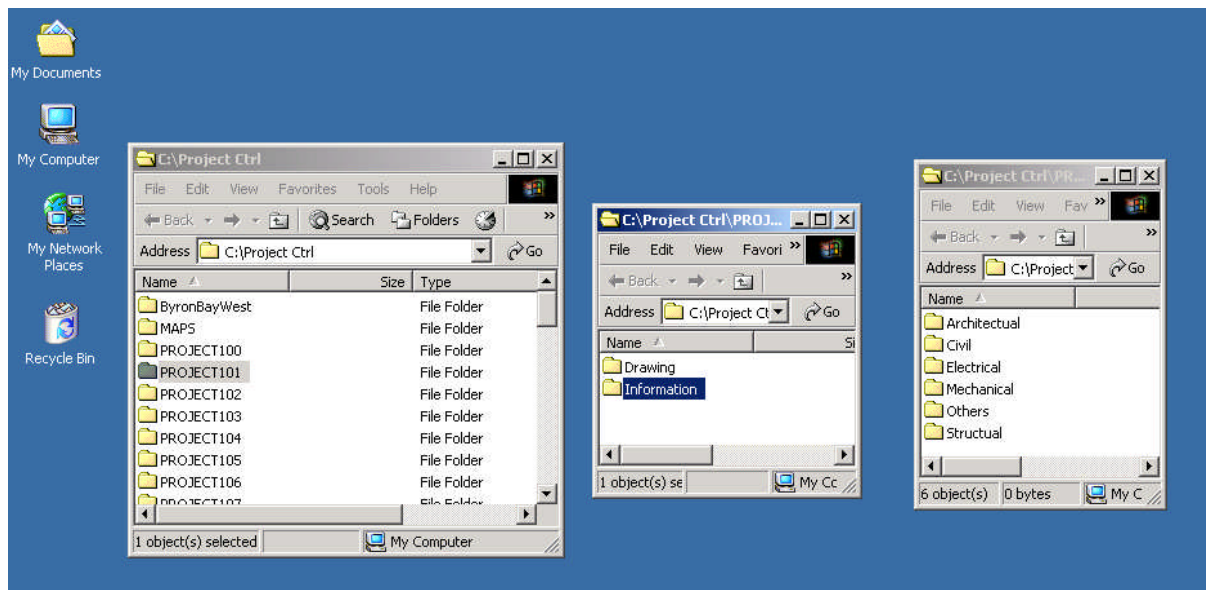 My Documents
My Computer
My Network
Places
Recycle Bin
C:\Project Ctrl
File Edit View Favorites Tools Help
Back Search Folders »
Address C:\Project Ctrl Go
Name Size Type
ByronBayWest File Folder
MAPS File Folder
PROJECT100 File Folder
PROJECT101 File Folder
PROJECT102 File Folder
PROJECT103 File Folder
PROJECT104 File Folder
PROJECT105 File Folder
PROJECT106 File Folder
PROJECT107 File Folder
1 object(s) selected My Computer
C:\Project Ctrl\PROJ...
File Edit View Favori »
Back »
Address C:\Project Ct Go
Name Si
Drawing
Information
1 object(s) se My Cc
C:\Project Ctrl\PR...
File Edit View Fav »
Back »
Address C:\Project Go
Name
Architectual
Civil
Electrical
Mechanical
Others
Structual
6 object(s) 0 bytes My C